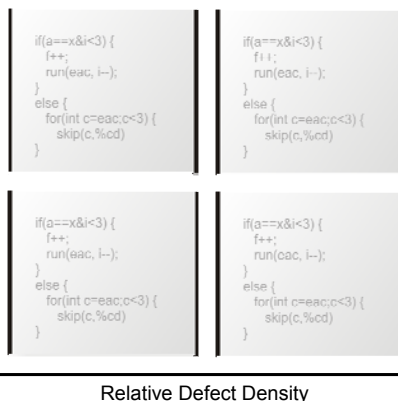 if(a==x&i<3) {
f++;
run(eac, i--);
}
else {
for(int c=eac;c<3) {
skip(c,%cd)
}
if(a==x&i<3) {
f++;
run(eac, i--);
}
else {
for(int c=eac;c<3) {
skip(c,%cd)
}
if(a==x&i<3) {
f++;
run(eac, i--);
}
else {
for(int c=eac;c<3) {
skip(c,%cd)
}
if(a==x&i<3) {
f++;
run(eac, i--);
}
else {
for(int c=eac;c<3) {
skip(c,%cd)
}
Relative Defect Density